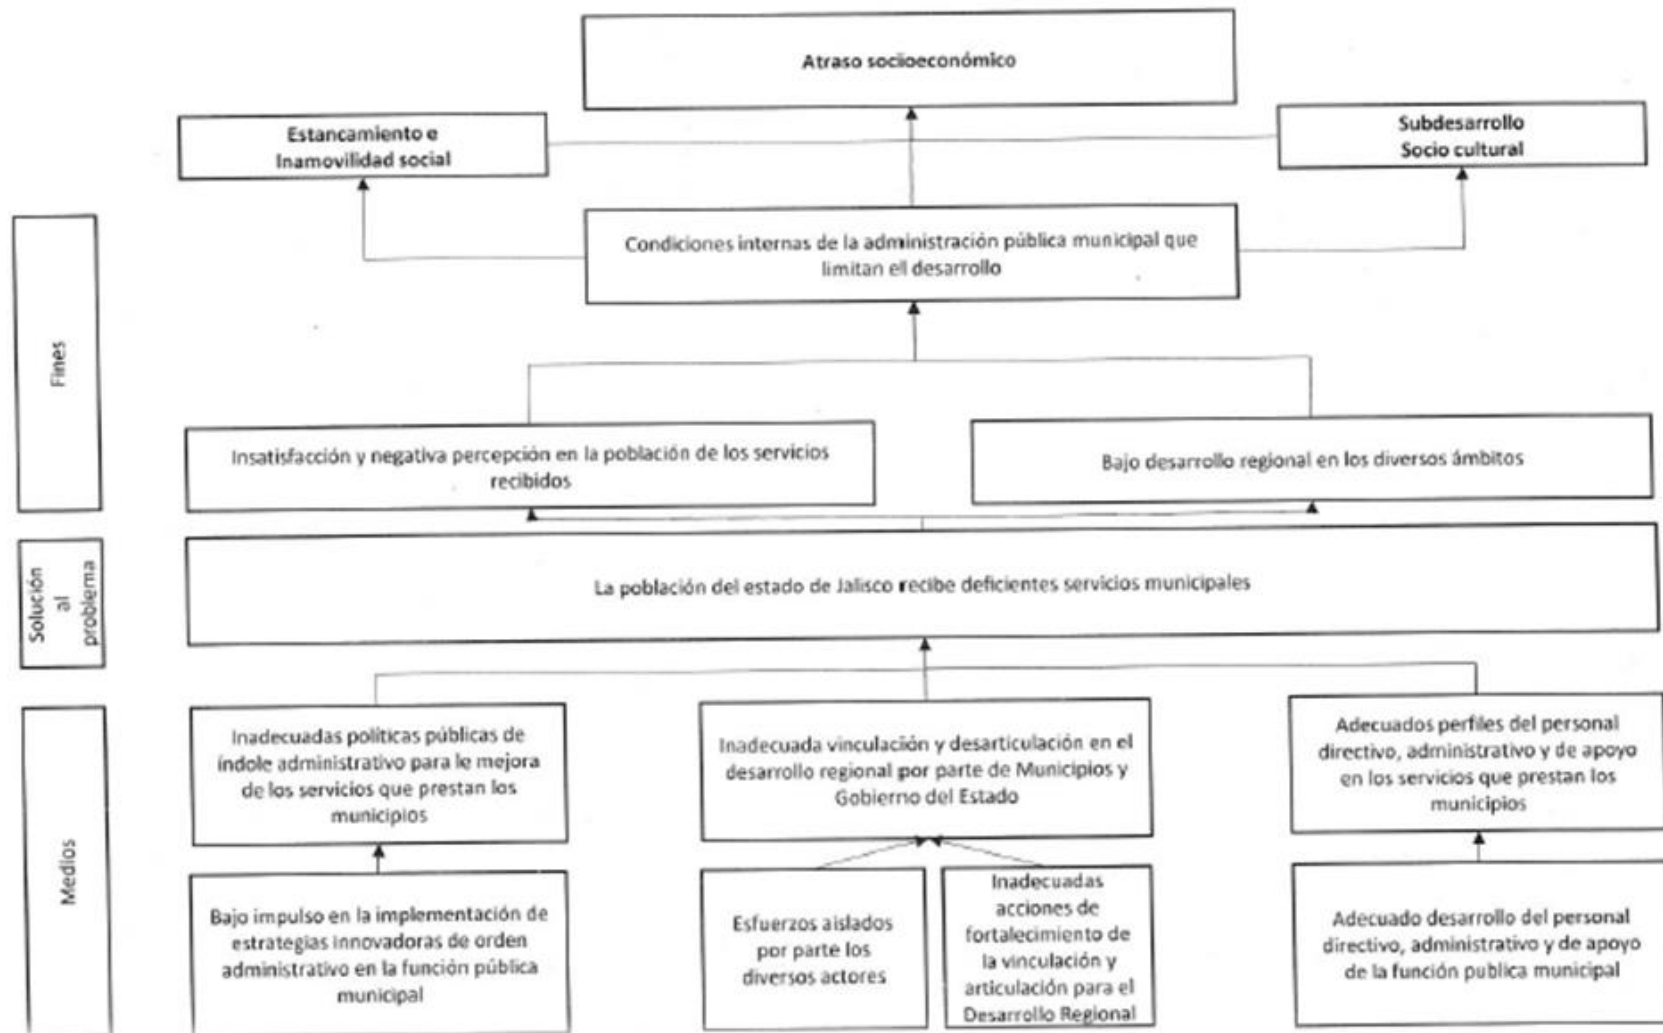 Atraso socioeconómico
Estancamiento e
Inamovilidad social
Subdesarrollo
Socio cultural
Condiciones internas de la administración pública municipal que
limitan el desarrollo
Fines
Insatisfacción y negativa percepción en la población de los servicios
recibidos
Bajo desarrollo regional en los diversos ámbitos
Solución
al
problema
La población del estado de Jalisco recibe deficientes servicios municipales
Medios
Inadecuadas políticas públicas de
índole administrativo para le mejora
de los servicios que prestan los
municipios
Inadecuada vinculación y desarticulación en el
desarrollo regional por parte de Municipios y
Gobierno del Estado
Adecuados perfiles del personal
directivo, administrativo y de apoyo
en los servicios que prestan los
municipios
Bajo impulso en la implementación de
estrategias innovadoras de orden
administrativo en la función pública
municipal
Esfuerzos aislados
por parte los
diversos actores
Inadecuadas
acciones de
fortalecimiento de
la vinculación y
articulación para el
Desarrollo Regional
Adecuado desarrollo del personal
directivo, administrativo y de apoyo
de la función publica municipal